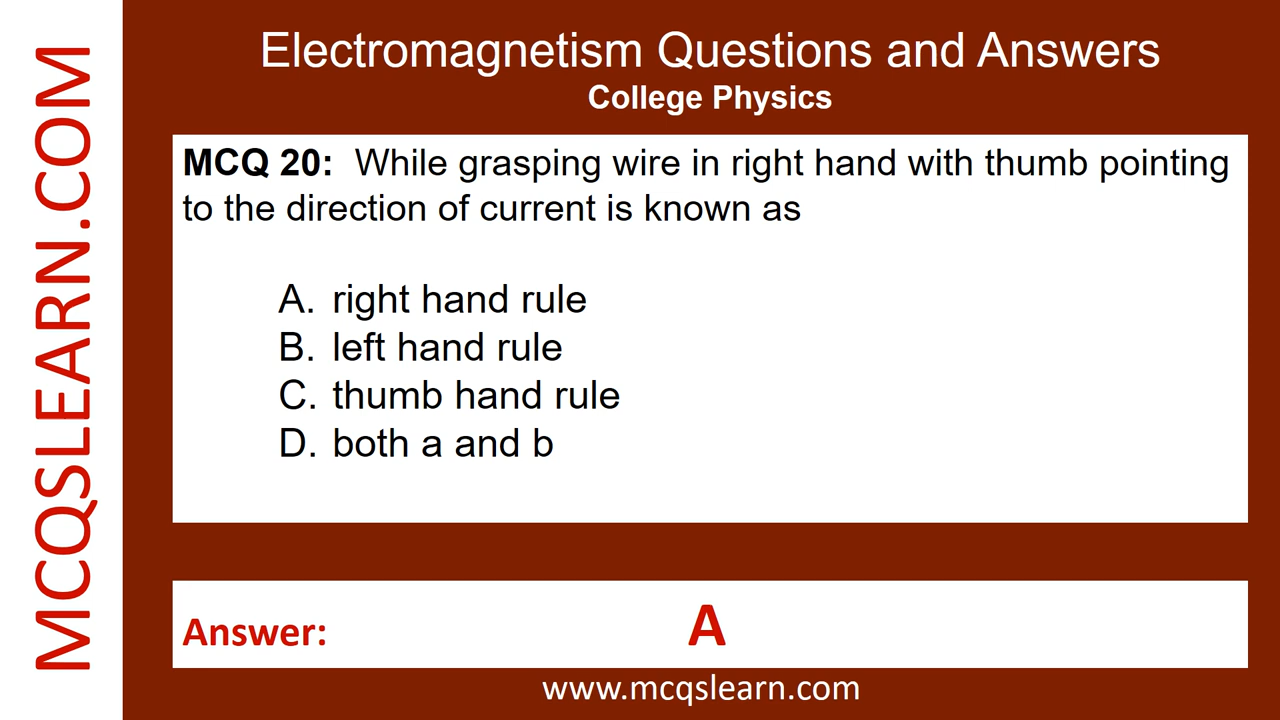 MCQSLEARN.COM
Electromagnetism Questions and Answers
College Physics
MCQ 20: While grasping wire in right hand with thumb pointing
to the direction of current is known as
A. right hand rule
B. left hand rule
C. thumb hand rule
D. both a and b
Answer: A
www.mcqslearn.com